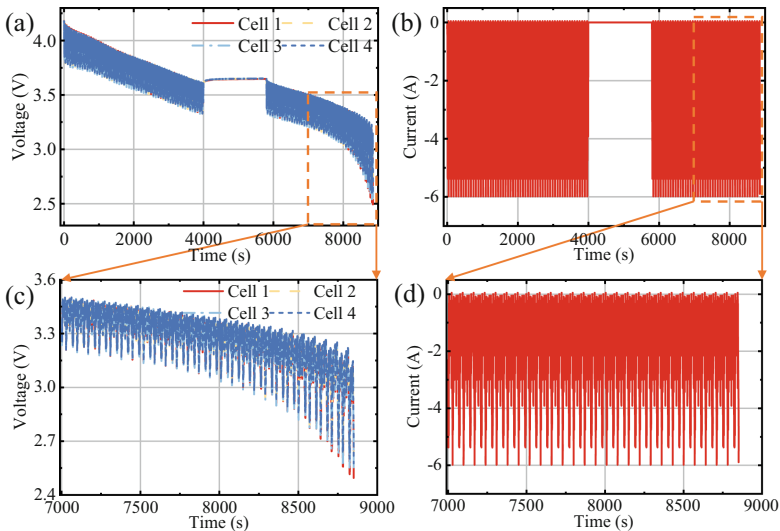 (a)
Cell 1 Cell 2
Cell 3 Cell 4
Voltage (V)
4.0
3.5
3.0
2.5
0 2000 4000 6000 8000
Time (s)
(b)
Current (A)
0
-2
-4
-6
0 2000 4000 6000 8000
Time (s)
(c)
Cell 1 Cell 2
Cell 3 Cell 4
Voltage (V)
3.6
3.3
3.0
2.7
2.4
7000 7500 8000 8500 9000
Time (s)
(d)
Current (A)
0
-2
-4
-6
7000 7500 8000 8500 9000
Time (s)